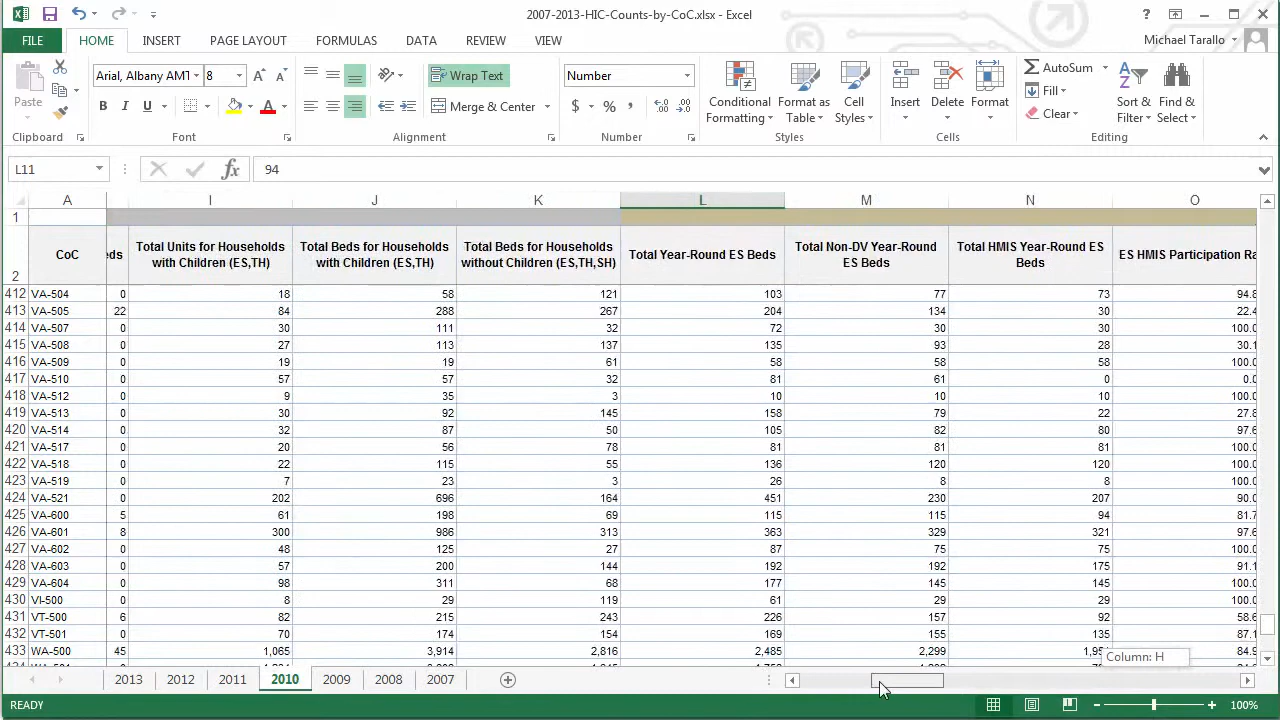 2007-2013-HIC-Counts-by-CoC.xlsx - Excel
FILE HOME INSERT PAGE LAYOUT FORMULAS DATA REVIEW VIEW Michael Tarallo
Arial, Albany AMT 8 Wrap Text Number AutoSum
Paste B I U Merge & Center $ % , Conditional Formatting Format as Table Cell Styles Insert Delete Format Fill Clear Sort & Filter Find & Select
Clipboard Font Alignment Number Styles Cells Editing
L11 fx 94
A I J K L M N O
1
2 CoC eds Total Units for Households with Children (ES,TH) Total Beds for Households with Children (ES,TH) Total Beds for Households without Children (ES,TH,SH) Total Year-Round ES Beds Total Non-DV Year-Round ES Beds Total HMIS Year-Round ES Beds ES HMIS Participation Ra
412 VA-504 0 18 58 121 103 77 73 94.8
413 VA-505 22 84 288 267 204 134 30 22.4
414 VA-507 0 30 111 32 72 30 30 100.0
415 VA-508 0 27 113 137 135 93 28 30.1
416 VA-509 0 19 19 61 58 58 58 100.0
417 VA-510 0 57 57 32 81 61 0 0.0
418 VA-512 0 9 35 3 10 10 10 100.0
419 VA-513 0 30 92 145 158 79 22 27.8
420 VA-514 0 32 87 50 105 82 80 97.6
421 VA-517 0 20 56 78 81 81 81 100.0
422 VA-518 0 22 115 55 136 120 120 100.0
423 VA-519 0 7 23 3 26 8 8 100.0
424 VA-521 0 202 696 164 451 230 207 90.0
425 VA-600 5 61 198 69 115 115 94 81.7
426 VA-601 8 300 986 313 363 329 321 97.6
427 VA-602 0 48 125 27 87 75 75 100.0
428 VA-603 0 57 200 144 192 192 175 91.1
429 VA-604 0 98 311 68 177 145 145 100.0
430 VI-500 0 8 29 119 61 29 29 100.0
431 VT-500 6 82 215 243 226 157 92 58.6
432 VT-501 0 70 174 154 169 155 135 87.1
433 WA-500 45 1,065 3,914 2,816 2,485 2,299 1,95 84.9
Column: H
2013 2012 2011 2010 2009 2008 2007
READY 100%